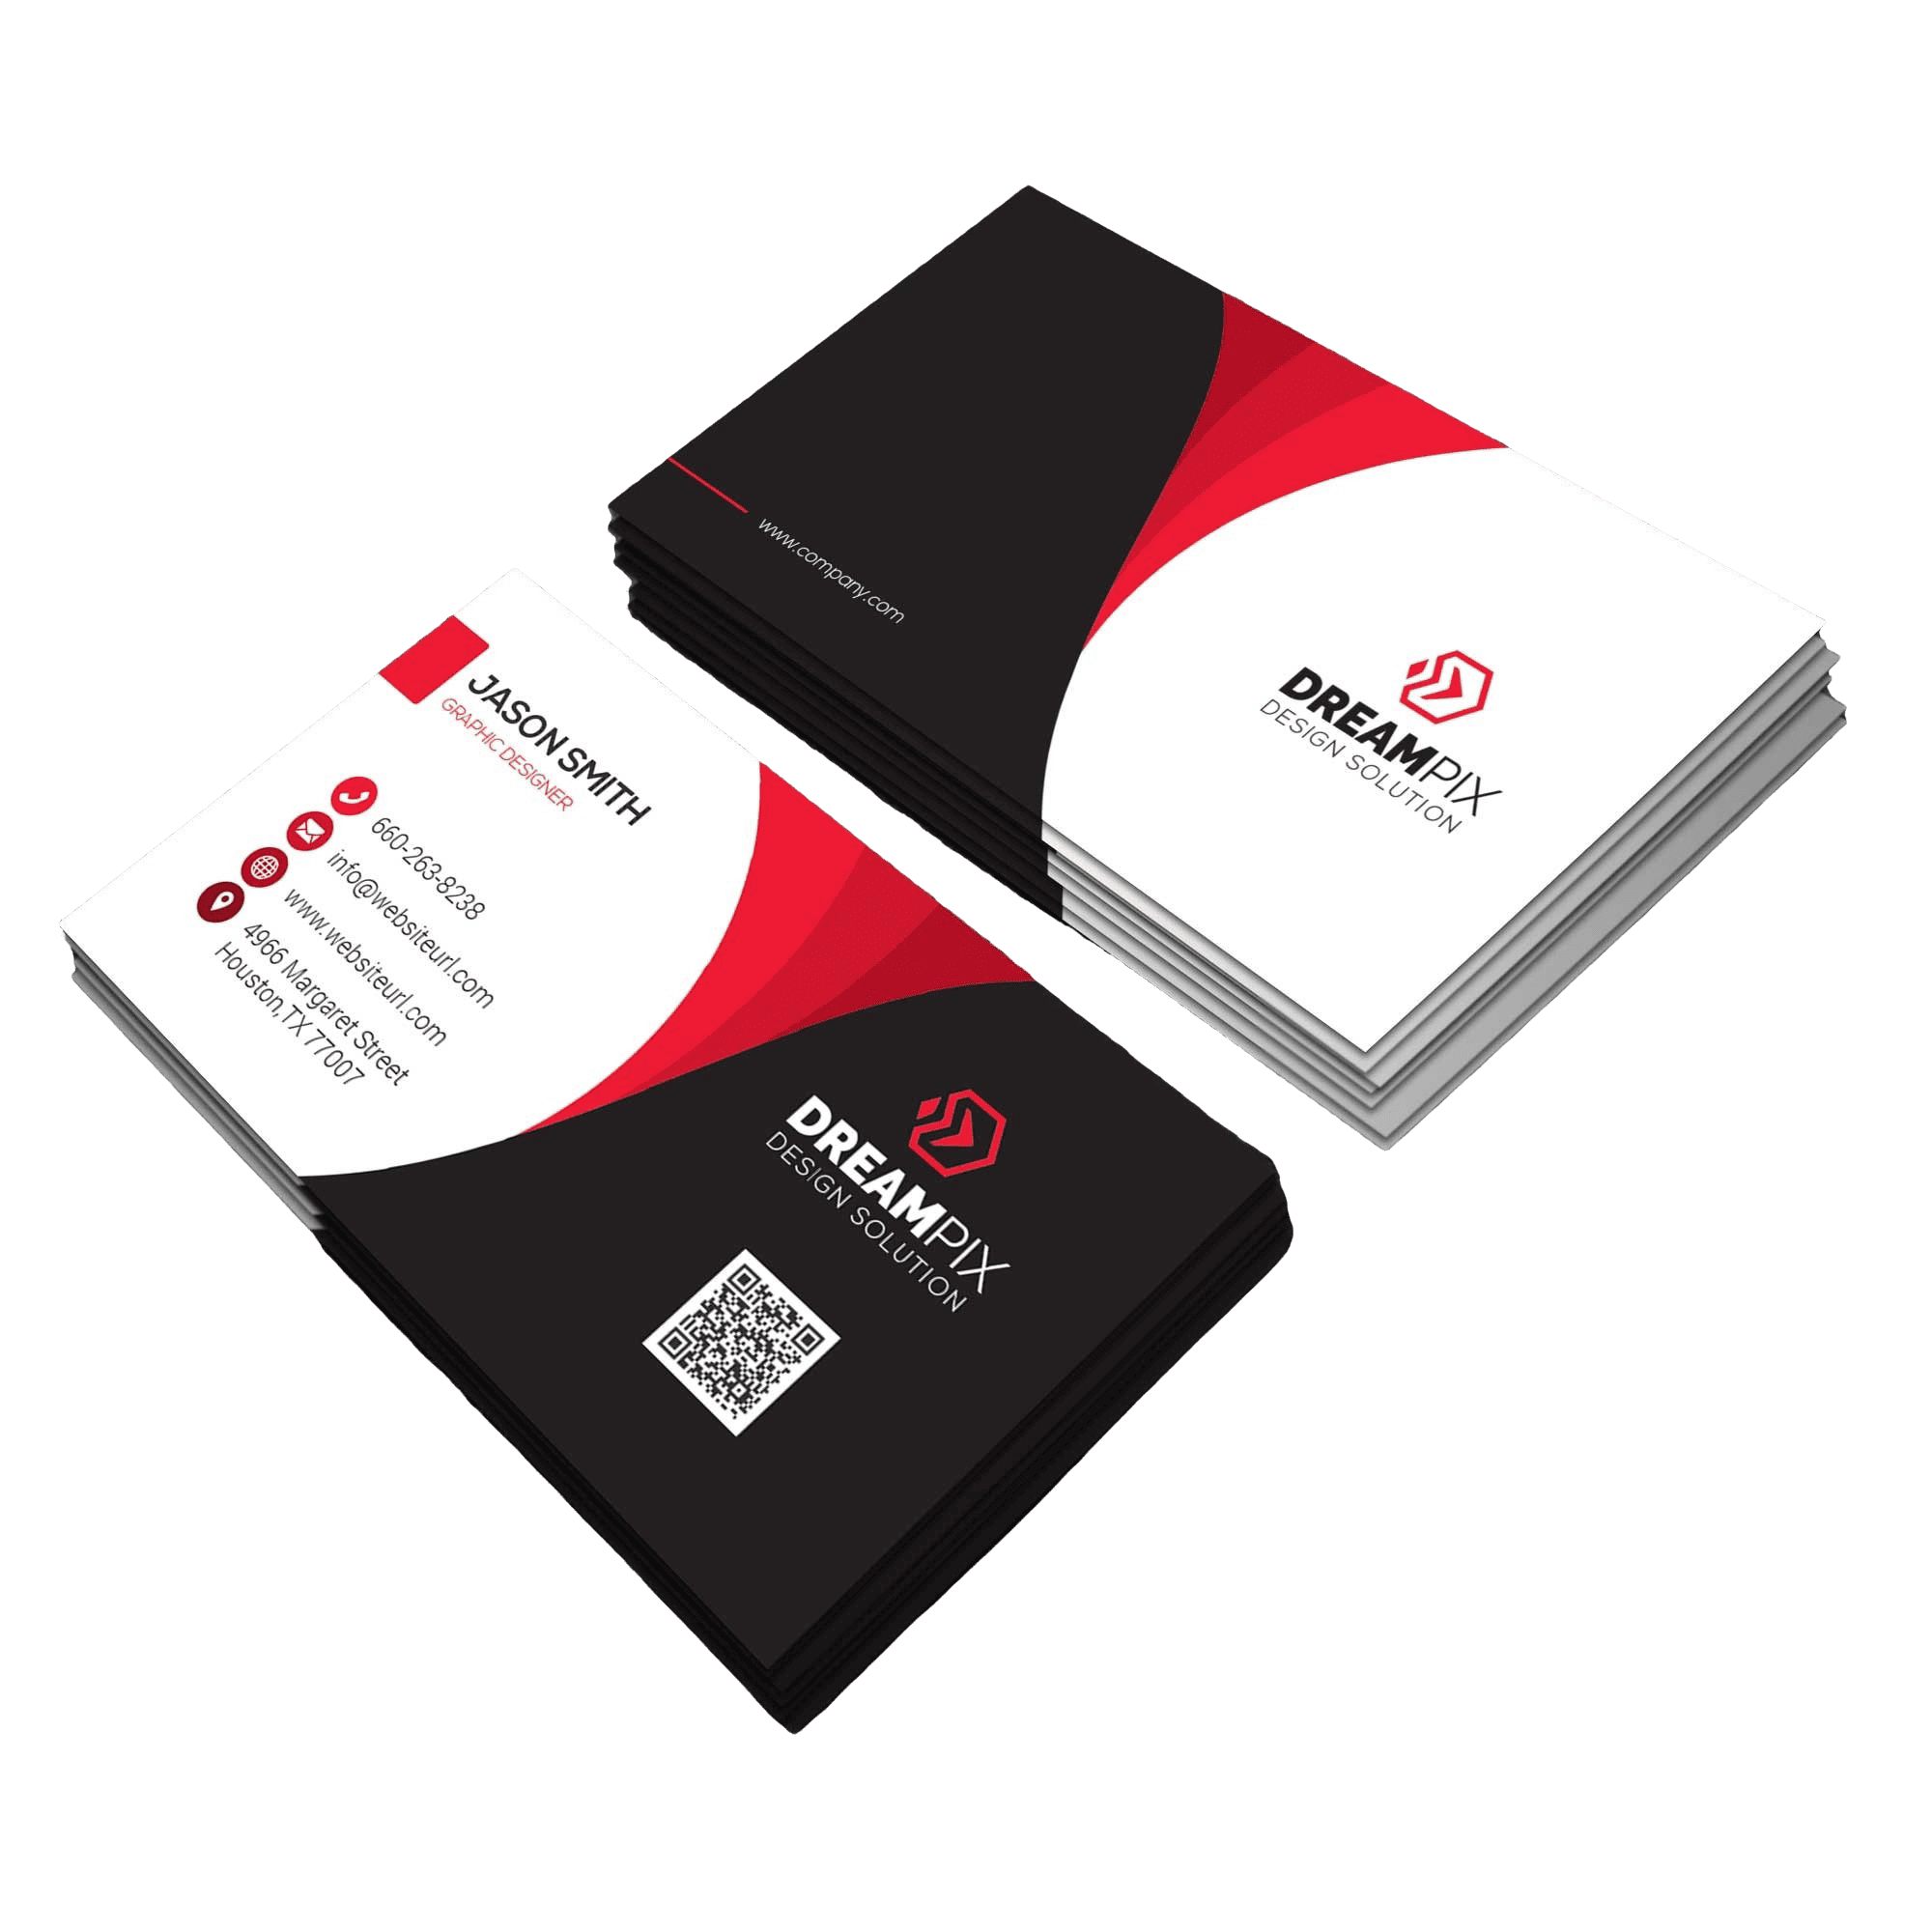 www.company.com
DREAMPIX
DESIGN SOLUTION
JASON SMITH
GRAPHIC DESIGNER
660-263-8238
info@websiteurl.com
www.websiteurl.com
4966 Margaret Street
Houston,TX 77007
DREAMPIX
DESIGN SOLUTION